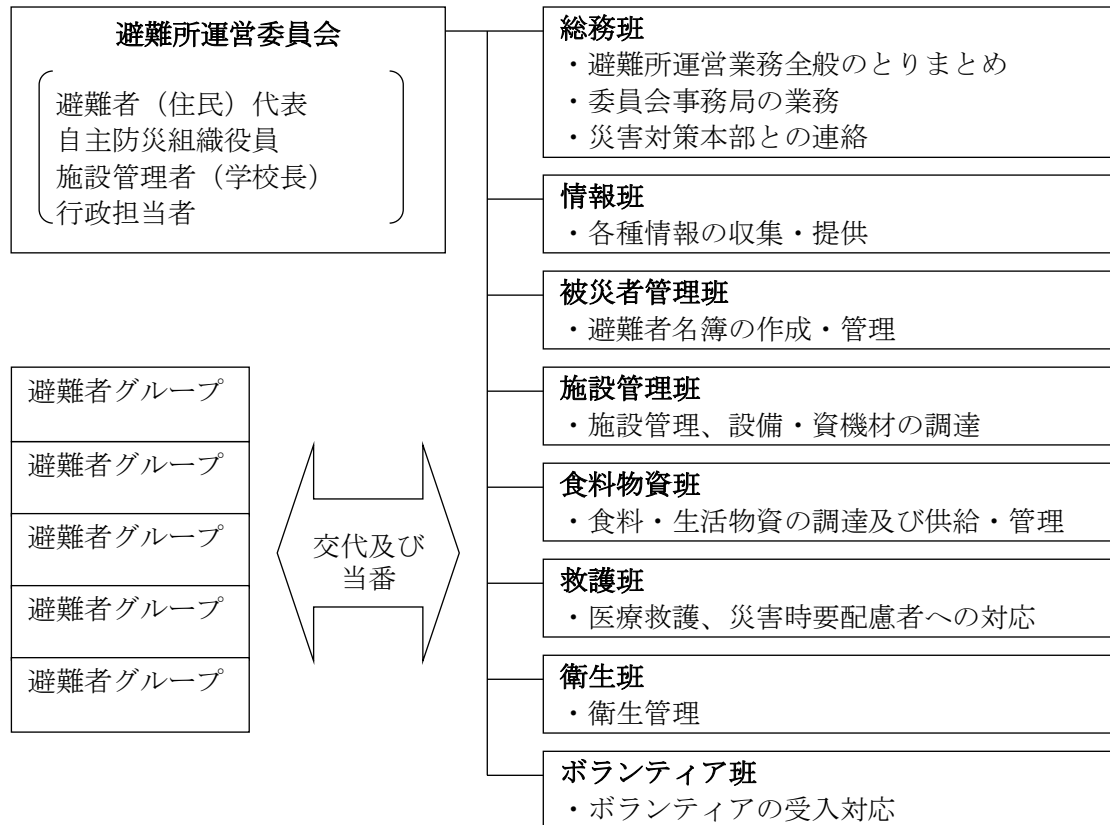 避難所運営委員会
避難者（住民）代表
自主防災組織役員
施設管理者（学校長）
行政担当者
総務班
・避難所運営業務全般のとりまとめ
・委員会事務局の業務
・災害対策本部との連絡
情報班
・各種情報の収集・提供
被災者管理班
・避難者名簿の作成・管理
施設管理班
・施設管理、設備・資機材の調達
食料物資班
・食料・生活物資の調達及び供給・管理
救護班
・医療救護、災害時要配慮者への対応
衛生班
・衛生管理
ボランティア班
・ボランティアの受入対応
避難者グループ
避難者グループ
避難者グループ
避難者グループ
避難者グループ
交代及び
当番